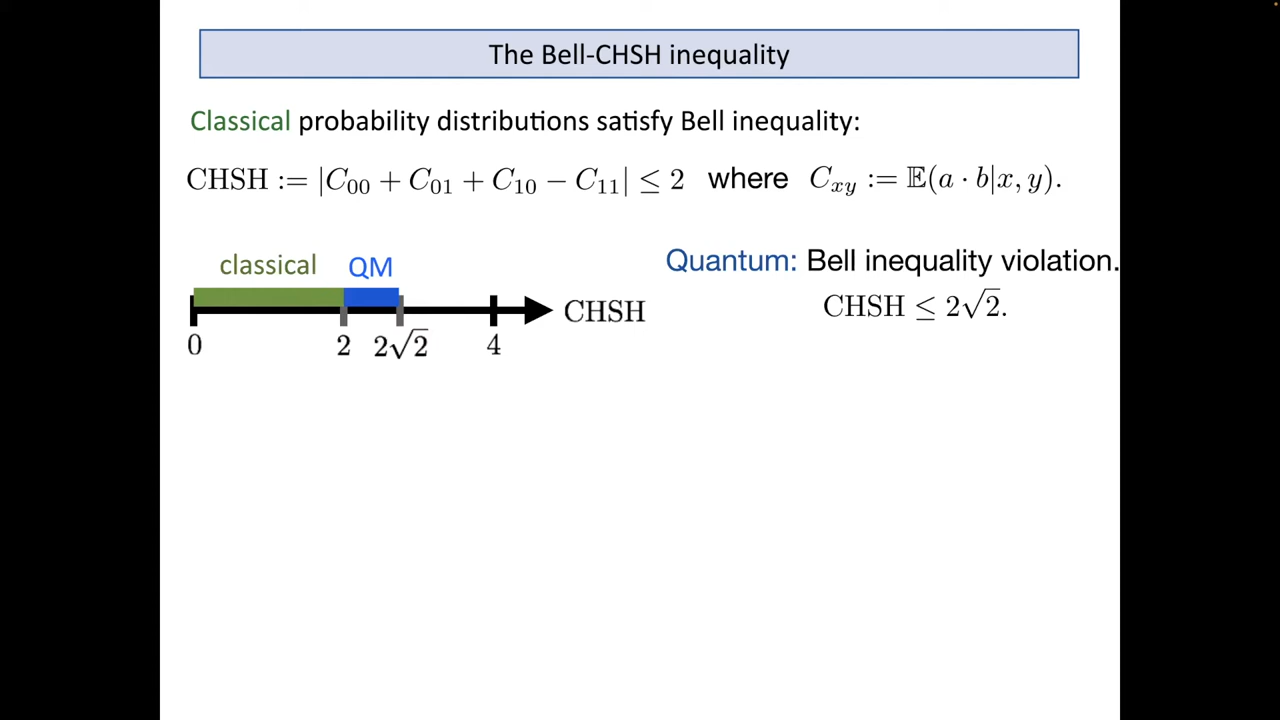 The Bell-CHSH inequality
Classical probability distributions satisfy Bell inequality:
CHSH := |C₀₀ + C₀₁ + C₁₀ − C₁₁| ≤ 2 where Cₓᵧ := 𝔼(a · b|x, y).
classical QM
Quantum: Bell inequality violation.
CHSH ≤ 2√2.
CHSH
0 2 2√2 4